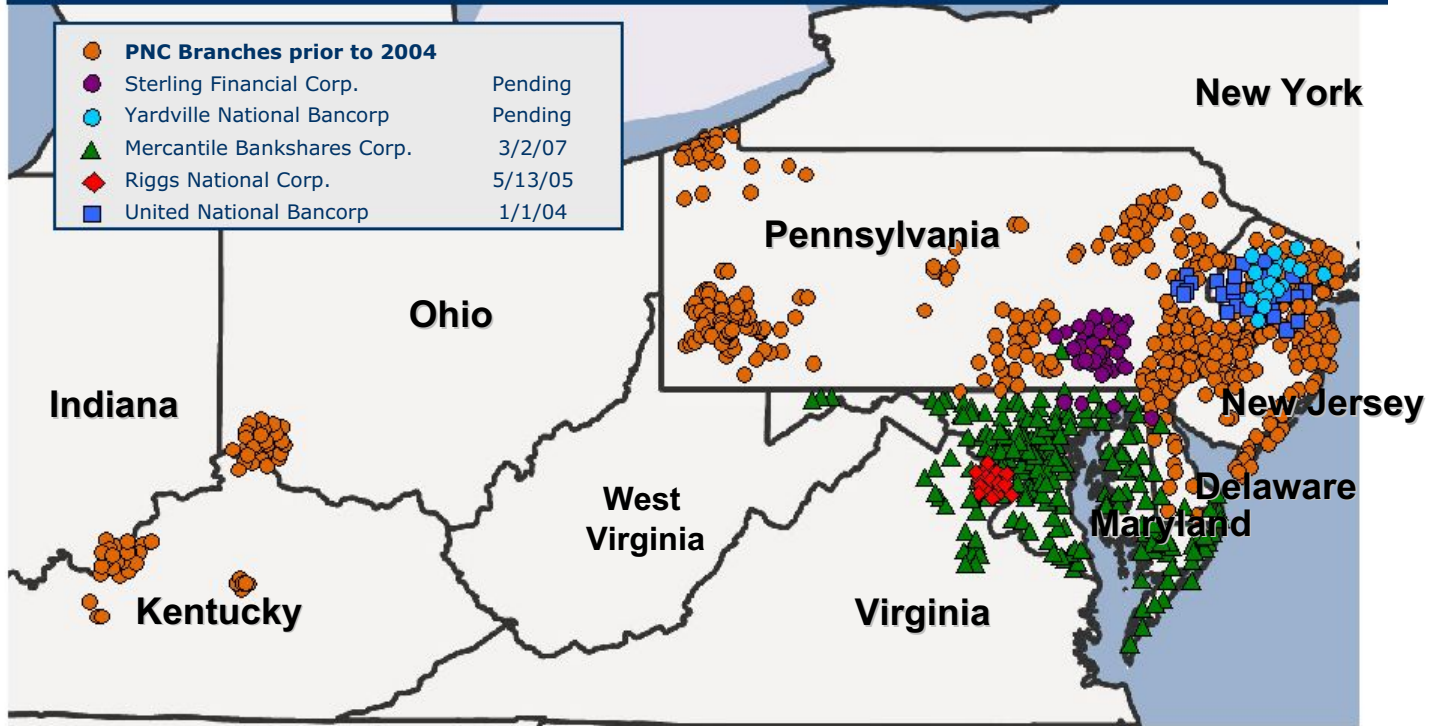 PNC Branches prior to 2004
Sterling Financial Corp. Pending
Yardville National Bancorp Pending
Mercantile Bankshares Corp. 3/2/07
Riggs National Corp. 5/13/05
United National Bancorp 1/1/04
New York
Pennsylvania
Ohio
Indiana
New Jersey
West
Virginia
Delaware
Maryland
Kentucky
Virginia